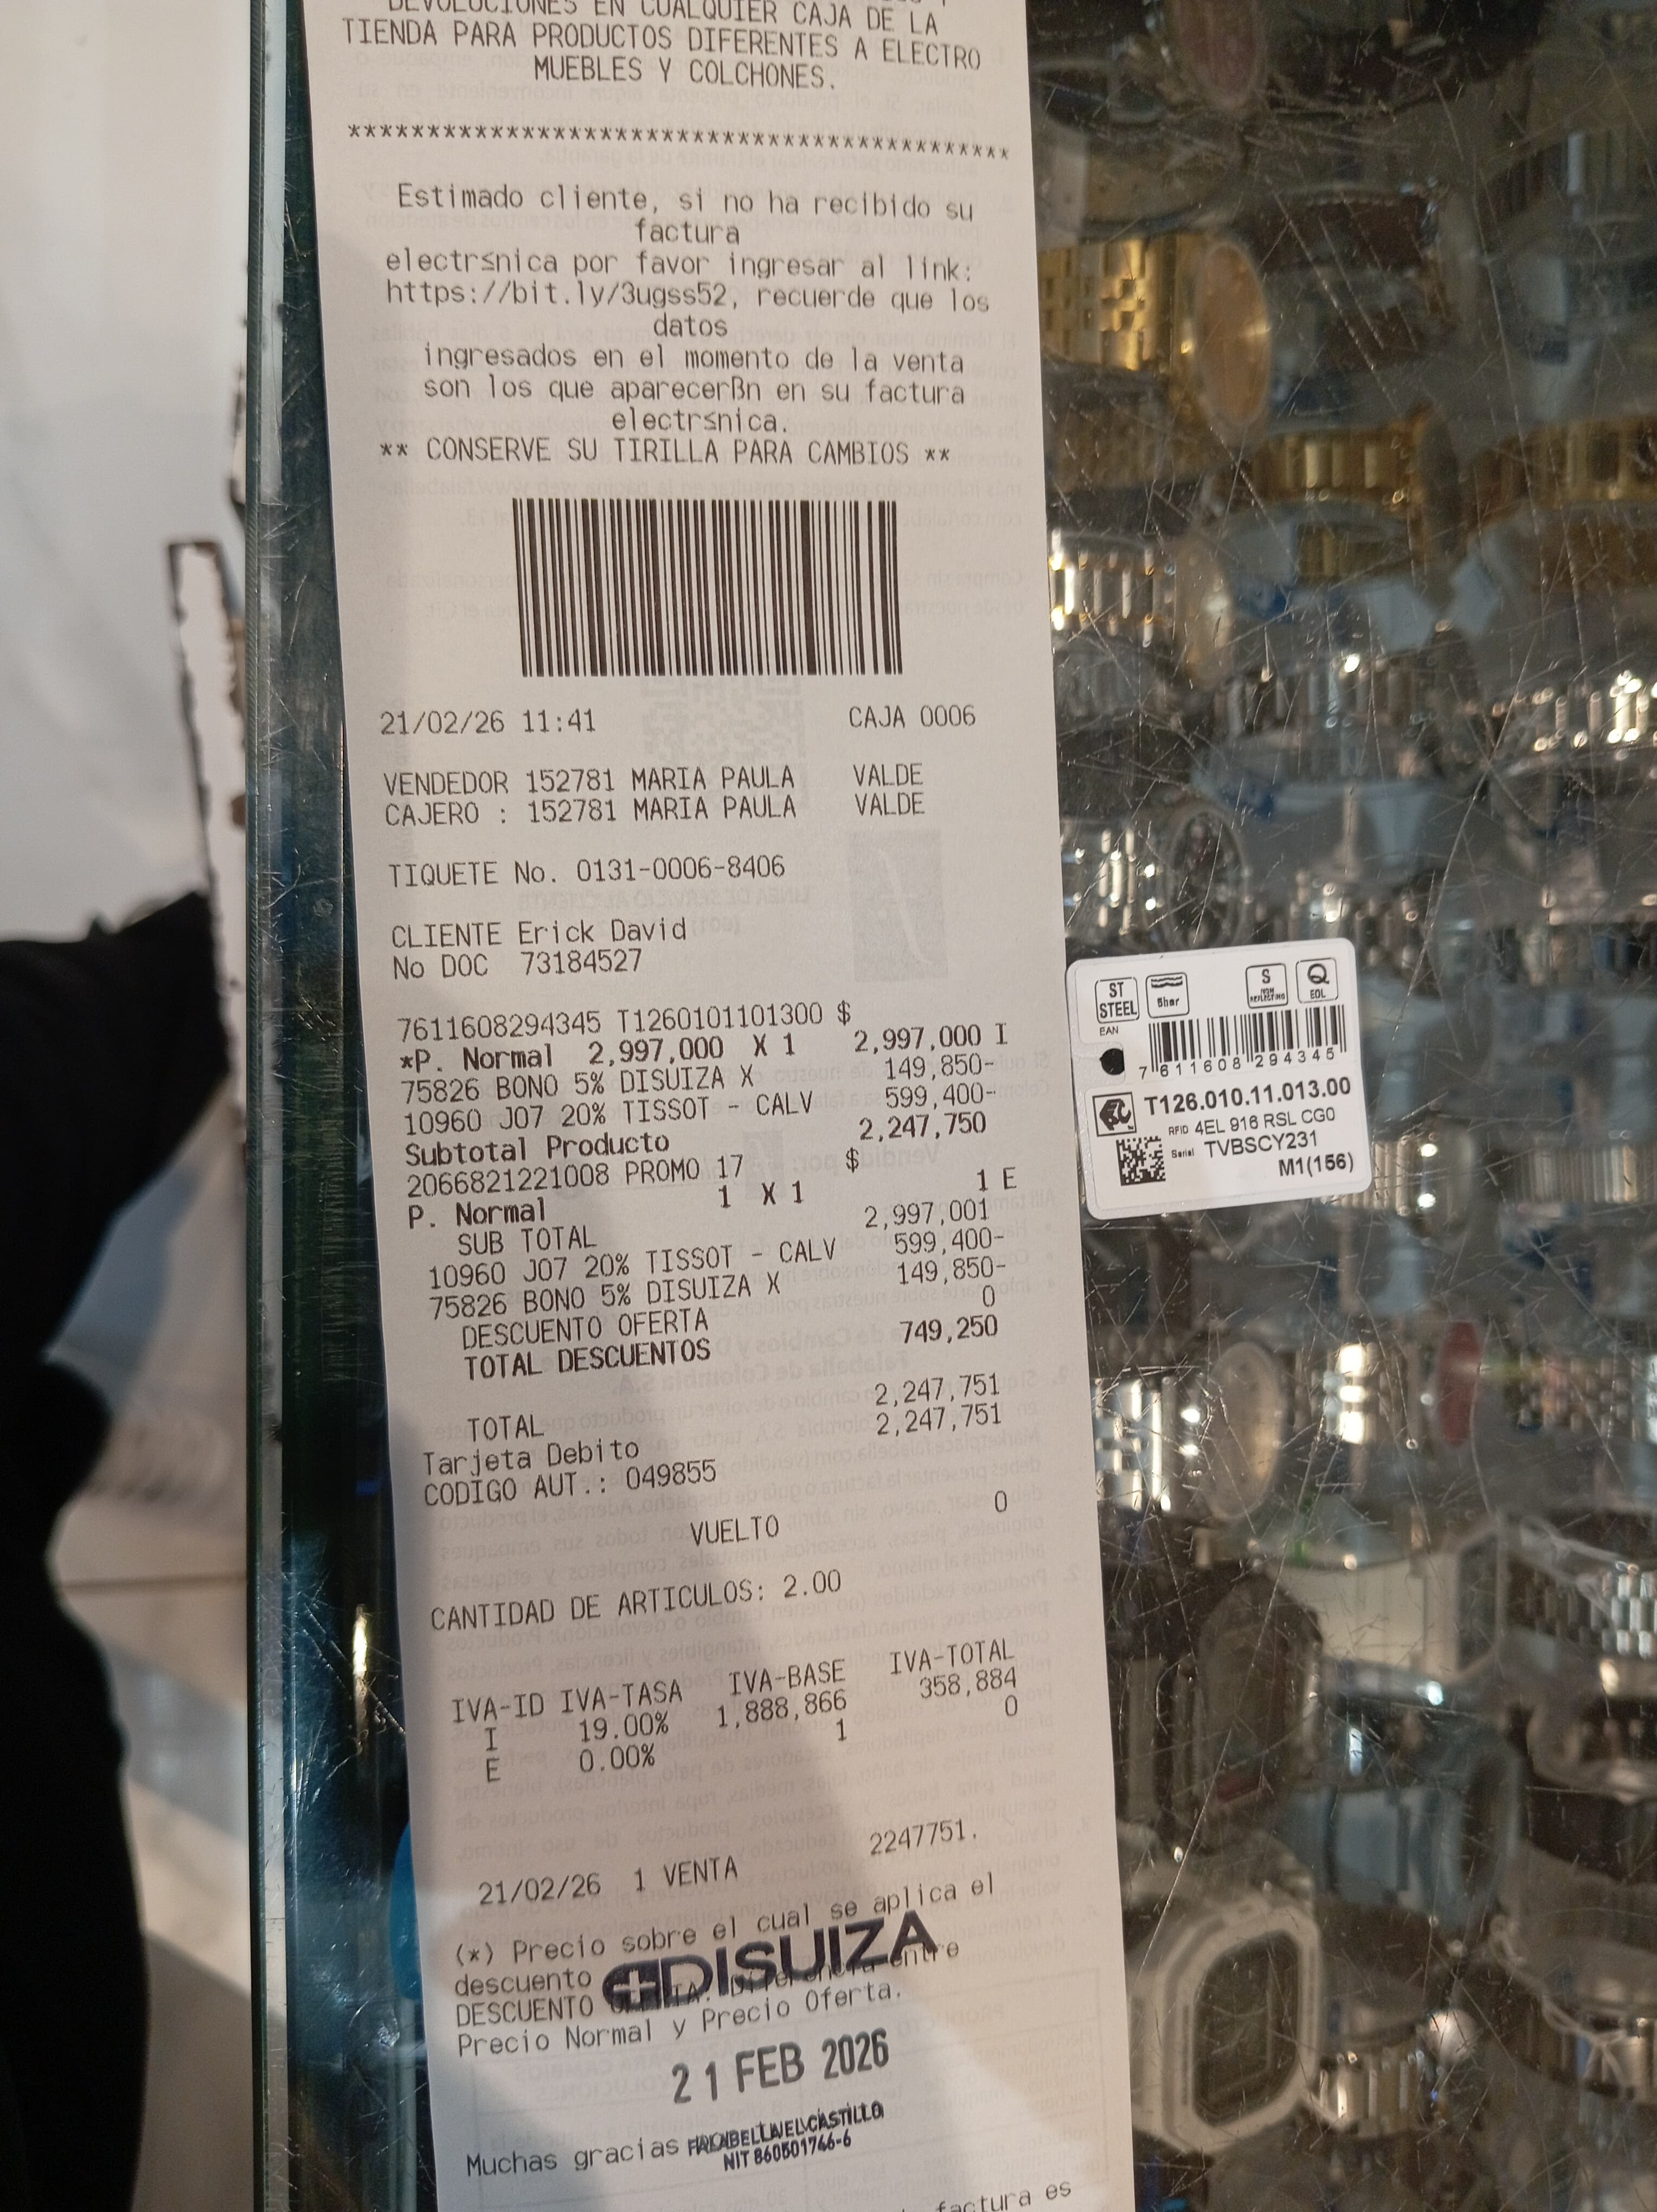 DEVOLUCIONES EN CUALQUIER CAJA DE LA
TIENDA PARA PRODUCTOS DIFERENTES A ELECTRO
MUEBLES Y COLCHONES.
******************************************
Estimado cliente, si no ha recibido su
factura
electr≤nica por favor ingresar al link:
https://bit.ly/3ugss52, recuerde que los
datos
ingresados en el momento de la venta
son los que aparecerßn en su factura
electr≤nica.
** CONSERVE SU TIRILLA PARA CAMBIOS **
21/02/26 11:41 CAJA 0006
VENDEDOR 152781 MARIA PAULA VALDE
CAJERO : 152781 MARIA PAULA VALDE
TIQUETE No. 0131-0006-8406
CLIENTE Erick David
No DOC 73184527
7611608294345 T1260101101300 $
*P. Normal 2,997,000 X 1 2,997,000 I
75826 BONO 5% DISUIZA X 149,850-
10960 J07 20% TISSOT - CALV 599,400-
Subtotal Producto 2,247,750
2066821221008 PROMO 17 $
P. Normal 1 X 1 1 E
SUB TOTAL 2,997,001
10960 J07 20% TISSOT - CALV 599,400-
75826 BONO 5% DISUIZA X 149,850-
DESCUENTO OFERTA 0
TOTAL DESCUENTOS 749,250
TOTAL 2,247,751
Tarjeta Debito 2,247,751
CODIGO AUT.: 049855
VUELTO 0
CANTIDAD DE ARTICULOS: 2.00
IVA-ID IVA-TASA IVA-BASE IVA-TOTAL
I 19.00% 1,888,866 358,884
E 0.00% 1 0
21/02/26 1 VENTA 2247751.
(*) Precio sobre el cual se aplica el
descuento
DISUIZA
DESCUENTO entre
Precio Normal y Precio Oferta.
21 FEB 2026
Muchas gracias
FALABELLA EL CASTILLO
NIT 860501746-6
factura es
ST
STEEL
5bar
S
NON
REFLECTING
Q
EOL
EAN
7 611608 294345
T126.010.11.013.00
RFID 4EL 916 RSL CG0
Serial TVBSCY231
M1(156)